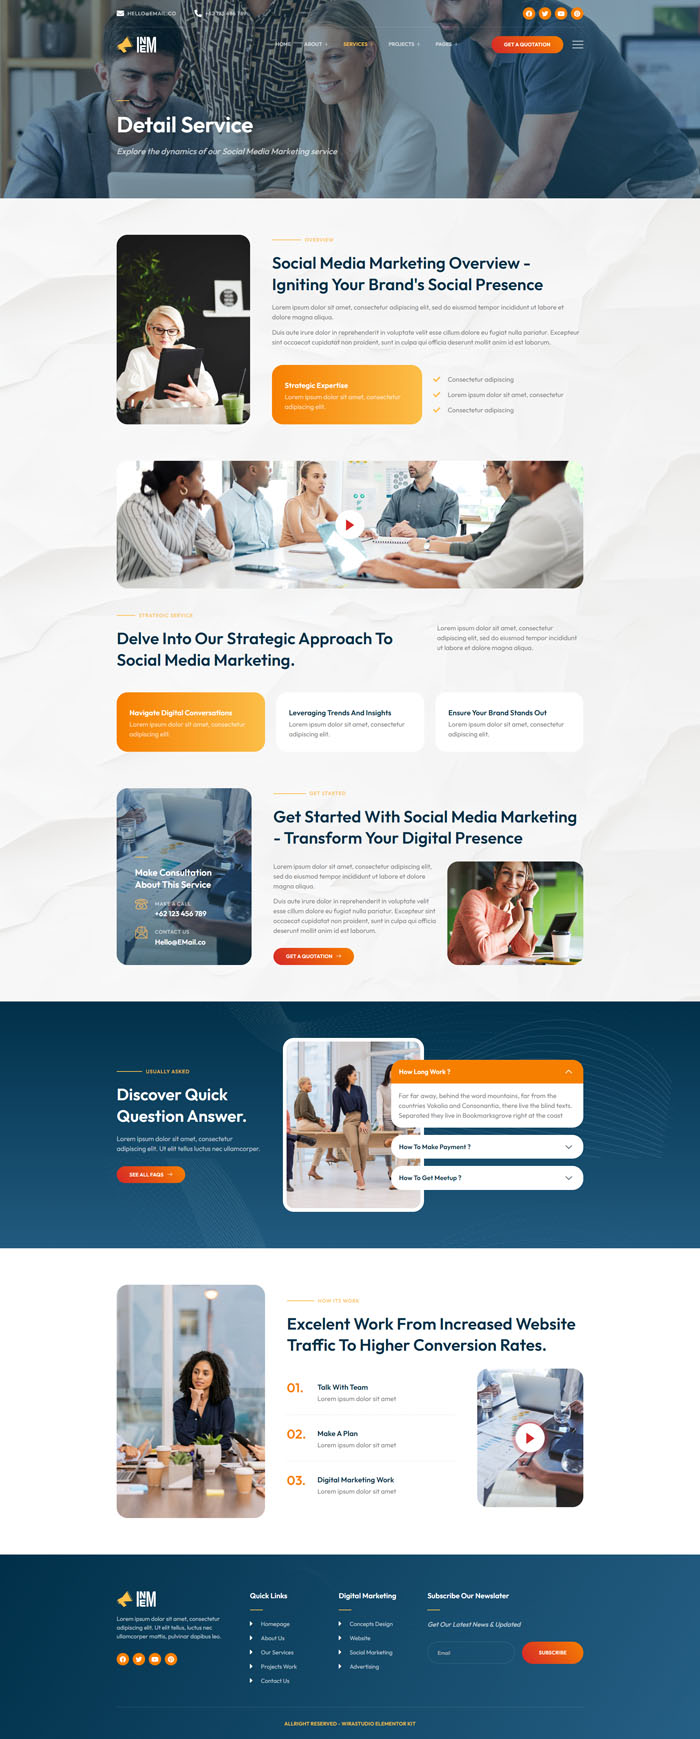 HELLO@EMAIL.CO
+62 123 456 789
INM
EM
HOME
ABOUT
SERVICES
PROJECTS
PAGES
GET A QUOTATION
Detail Service
Explore the dynamics of our Social Media Marketing service
OVERVIEW
Social Media Marketing Overview -
Igniting Your Brand's Social Presence
Lorem ipsum dolor sit amet, consectetur adipiscing elit, sed do eiusmod tempor incididunt ut labore et
dolore magna aliqua.
Duis aute irure dolor in reprehenderit in voluptate velit esse cillum dolore eu fugiat nulla pariatur. Excepteur
sint occaecat cupidatat non proident, sunt in culpa qui officia deserunt mollit anim id est laborum.
Strategic Expertise
Lorem ipsum dolor sit amet, consectetur
adipiscing elit.
Consectetur adipiscing
Lorem ipsum dolor sit amet, consectetur
Consectetur adipiscing
STRATEGIC SERVICE
Delve Into Our Strategic Approach To
Social Media Marketing.
Lorem ipsum dolor sit amet, consectetur
adipiscing elit, sed do eiusmod tempor incididunt
ut labore et dolore magna aliqua.
Navigate Digital Conversations
Lorem ipsum dolor sit amet, consectetur
adipiscing elit.
Leveraging Trends And Insights
Lorem ipsum dolor sit amet, consectetur
adipiscing elit.
Ensure Your Brand Stands Out
Lorem ipsum dolor sit amet, consectetur
adipiscing elit.
Make Consultation
About This Service
MAKE A CALL
+62 123 456 789
CONTACT US
Hello@EMail.co
GET STARTED
Get Started With Social Media Marketing
- Transform Your Digital Presence
Lorem ipsum dolor sit amet, consectetur adipiscing elit,
sed do eiusmod tempor incididunt ut labore et dolore
magna aliqua.
Duis aute irure dolor in reprehenderit in voluptate velit
esse cillum dolore eu fugiat nulla pariatur. Excepteur sint
occaecat cupidatat non proident, sunt in culpa qui officia
deserunt mollit anim id est laborum.
GET A QUOTATION
USUALLY ASKED
Discover Quick
Question Answer.
Lorem ipsum dolor sit amet, consectetur
adipiscing elit. Ut elit tellus luctus nec ullamcorper.
SEE ALL FAQS
How Long Work ?
Far far away, behind the word mountains, far from the
countries Vokalia and Consonantia, there live the blind texts.
Separated they live in Bookmarksgrove right at the coast
How To Make Payment ?
How To Get Meetup ?
HOW ITS WORK
Excelent Work From Increased Website
Traffic To Higher Conversion Rates.
01.
Talk With Team
Lorem ipsum dolor sit amet
02.
Make A Plan
Lorem ipsum dolor sit amet
03.
Digital Marketing Work
Lorem ipsum dolor sit amet
INM
EM
Lorem ipsum dolor sit amet, consectetur
adipiscing elit. Ut elit tellus, luctus nec
ullamcorper mattis, pulvinar dapibus leo.
Quick Links
Homepage
About Us
Our Services
Projects Work
Contact Us
Digital Marketing
Concepts Design
Website
Social Marketing
Advertising
Subscribe Our Newslater
Get Our Latest News & Updated
Email
SUBSCRIBE
ALLRIGHT RESERVED - WIRASTUDIO ELEMENTOR KIT